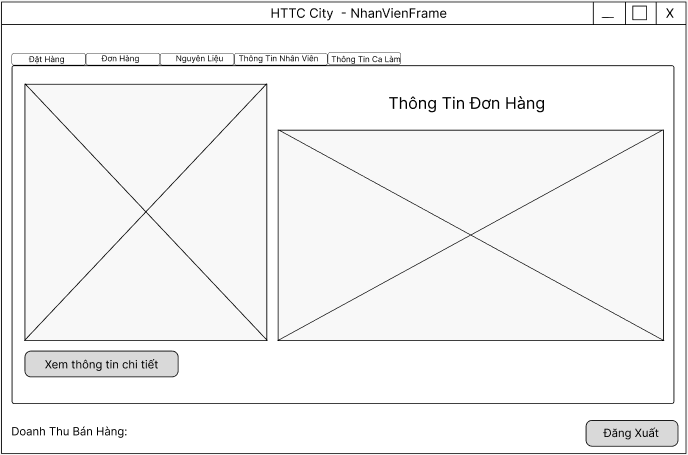 HTTC City - NhanVienFrame
X
Đặt Hàng
Đơn Hàng
Nguyên Liệu
Thông Tin Nhân Viên
Thông Tin Ca Làm
Thông Tin Đơn Hàng
Xem thông tin chi tiết
Doanh Thu Bán Hàng:
Đăng Xuất